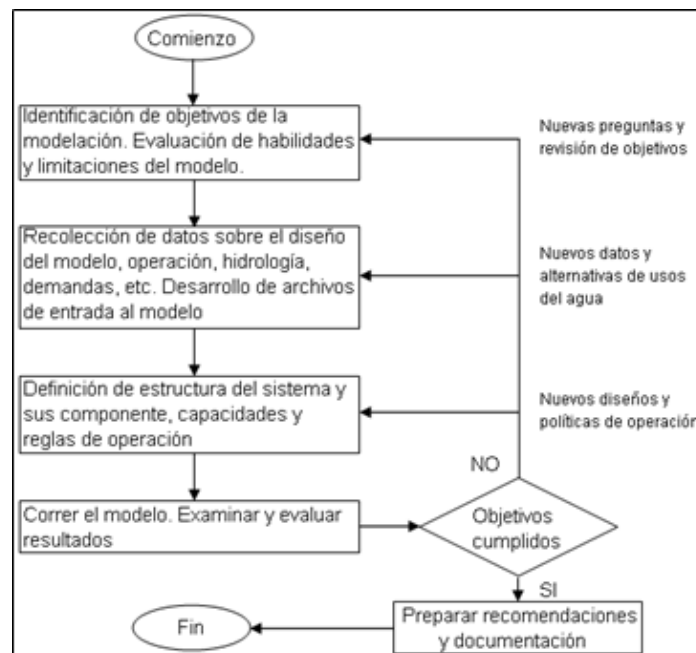 Comienzo
Identificación de objetivos de la
modelación. Evaluación de habilidades
y limitaciones del modelo.
Nuevas preguntas y
revisión de objetivos
Recolección de datos sobre el diseño
del modelo, operación, hidrología,
demandas, etc. Desarrollo de archivos
de entrada al modelo
Nuevos datos y
alternativas de usos
del agua
Definición de estructura del sistema y
sus componente, capacidades y
reglas de operación
Nuevos diseños y
políticas de operación
NO
Correr el modelo. Examinar y evaluar
resultados
Objetivos
cumplidos
SI
Preparar recomendaciones
y documentación
Fin